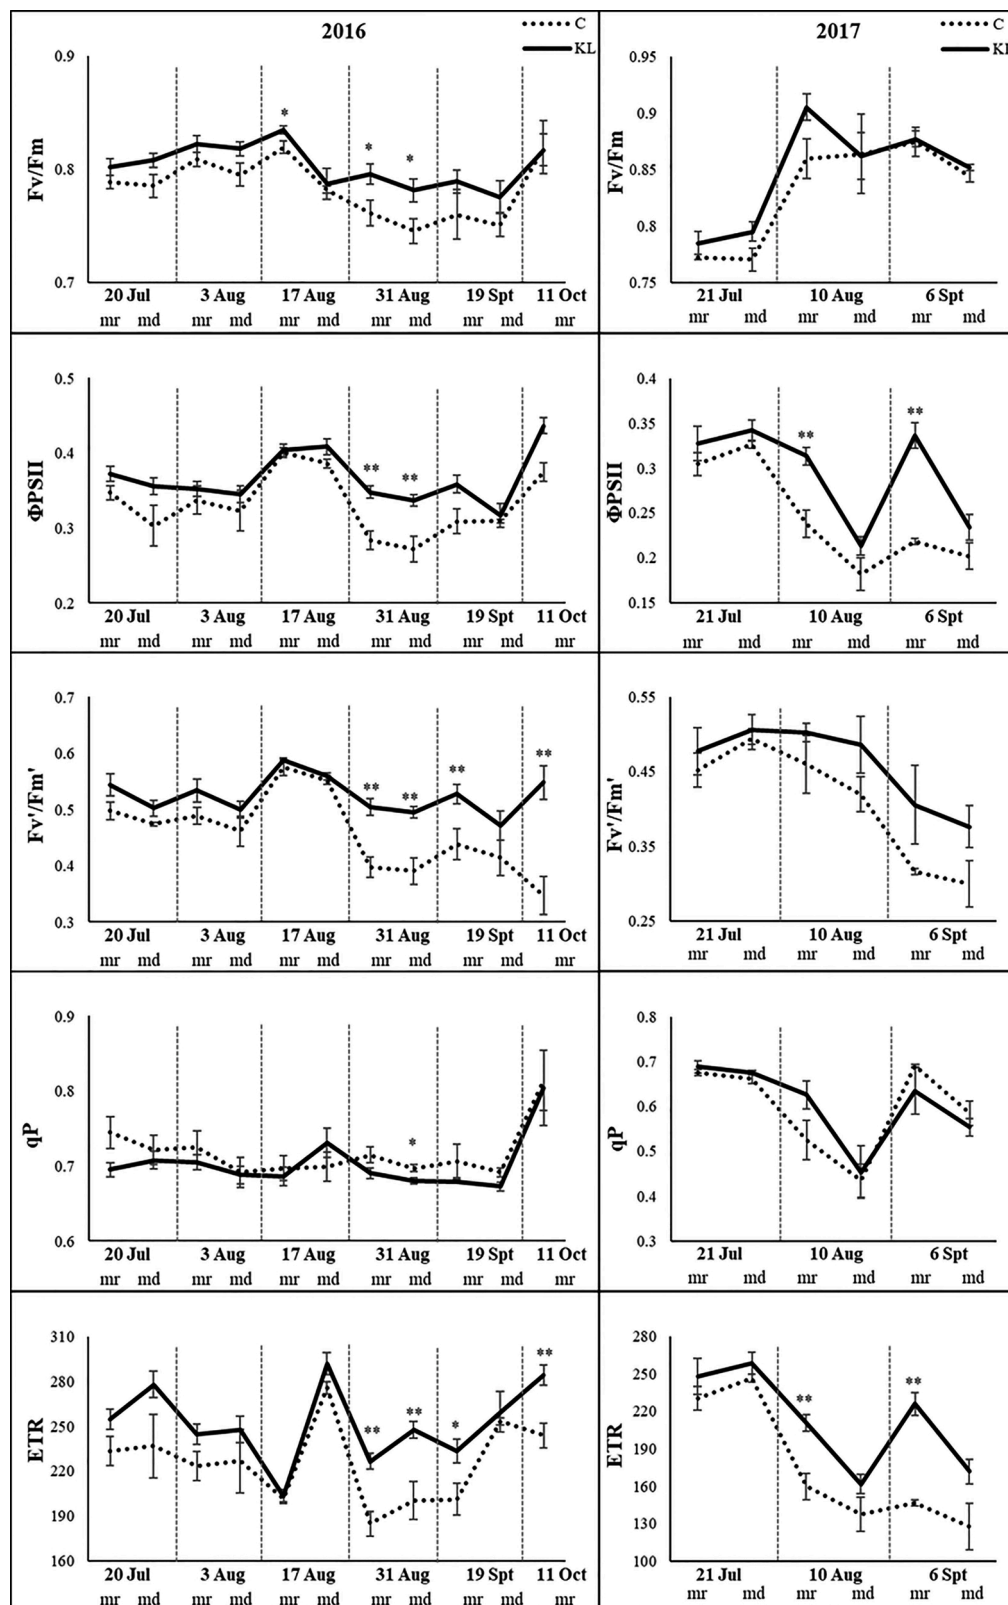 2016
C
KL
Fv/Fm
0.9
*
*
*
0.8
0.7
20 Jul 3 Aug 17 Aug 31 Aug 19 Spt 11 Oct
mr md mr md mr md mr md mr md mr
2017
C
Fv/Fm
0.95
0.9
0.85
0.8
0.75
21 Jul 10 Aug 6 Spt
mr md mr md mr md
ΦPSII
0.5
0.4
** **
0.3
0.2
20 Jul 3 Aug 17 Aug 31 Aug 19 Spt 11 Oct
mr md mr md mr md mr md mr md mr
ΦPSII
0.4
0.35
**
**
0.3
0.25
0.2
0.15
21 Jul 10 Aug 6 Spt
mr md mr md mr md
Fv'/Fm'
0.7
0.6
** ** ** **
0.5
0.4
0.3
20 Jul 3 Aug 17 Aug 31 Aug 19 Spt 11 Oct
mr md mr md mr md mr md mr md mr
Fv'/Fm'
0.55
0.45
0.35
0.25
21 Jul 10 Aug 6 Spt
mr md mr md mr md
qP
0.9
0.8
*
0.7
0.6
20 Jul 3 Aug 17 Aug 31 Aug 19 Spt 11 Oct
mr md mr md mr md mr md mr md mr
qP
0.8
0.7
0.6
0.5
0.4
0.3
21 Jul 10 Aug 6 Spt
mr md mr md mr md
ETR
310
**
280
** ** *
250
220
190
160
20 Jul 3 Aug 17 Aug 31 Aug 19 Spt 11 Oct
mr md mr md mr md mr md mr md mr
ETR
280
250
** **
220
190
160
130
100
21 Jul 10 Aug 6 Spt
mr md mr md mr md